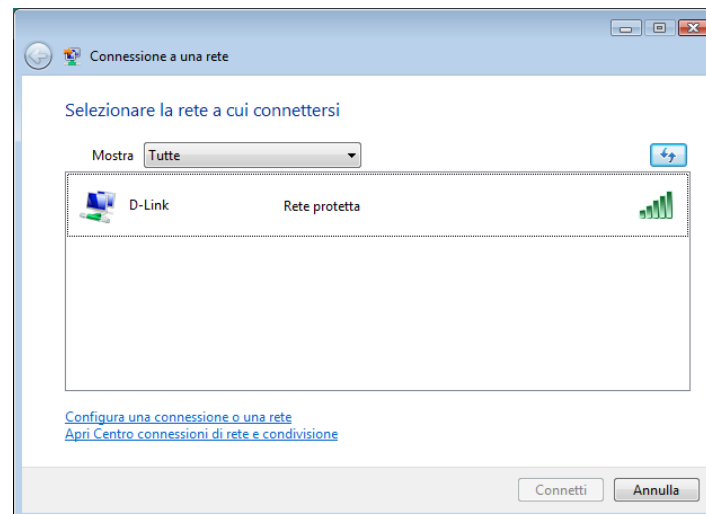 Connessione a una rete
Selezionare la rete a cui connettersi
Mostra Tutte
D-Link Rete protetta
Configura una connessione o una rete
Apri Centro connessioni di rete e condivisione
Connetti Annulla